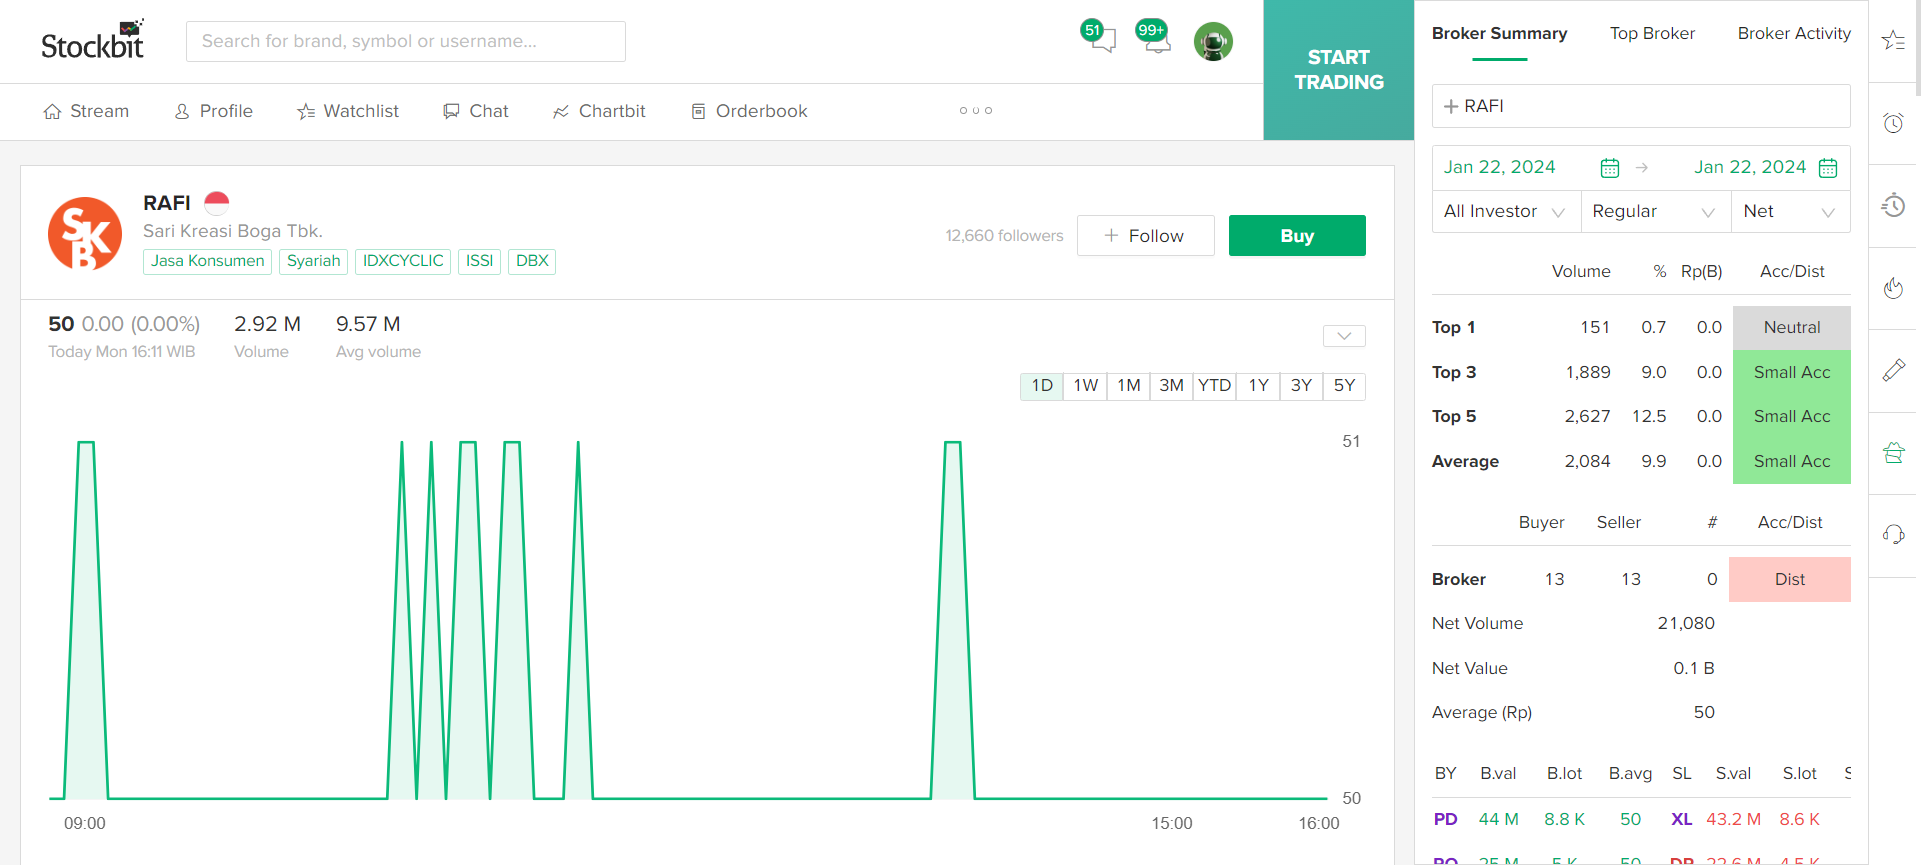 Stockbit
Search for brand, symbol or username...
51
99+
START
TRADING
Stream
Profile
Watchlist
Chat
Chartbit
Orderbook
SKB
RAFI
Sari Kreasi Boga Tbk.
Jasa Konsumen
Syariah
IDXCYCLIC
ISSI
DBX
12,660 followers
+ Follow
Buy
50 0.00 (0.00%)
2.92 M
9.57 M
Today Mon 16:11 WIB
Volume
Avg volume
1D 1W 1M 3M YTD 1Y 3Y 5Y
51
50
09:00
15:00
16:00
Broker Summary
Top Broker
Broker Activity
+ RAFI
Jan 22, 2024 → Jan 22, 2024
All Investor
Regular
Net
Volume % Rp(B) Acc/Dist
Top 1 151 0.7 0.0 Neutral
Top 3 1,889 9.0 0.0 Small Acc
Top 5 2,627 12.5 0.0 Small Acc
Average 2,084 9.9 0.0 Small Acc
Buyer Seller # Acc/Dist
Broker 13 13 0 Dist
Net Volume 21,080
Net Value 0.1 B
Average (Rp) 50
BY B.val B.lot B.avg SL S.val S.lot
PD 44 M 8.8 K 50 XL 43.2 M 8.6 K